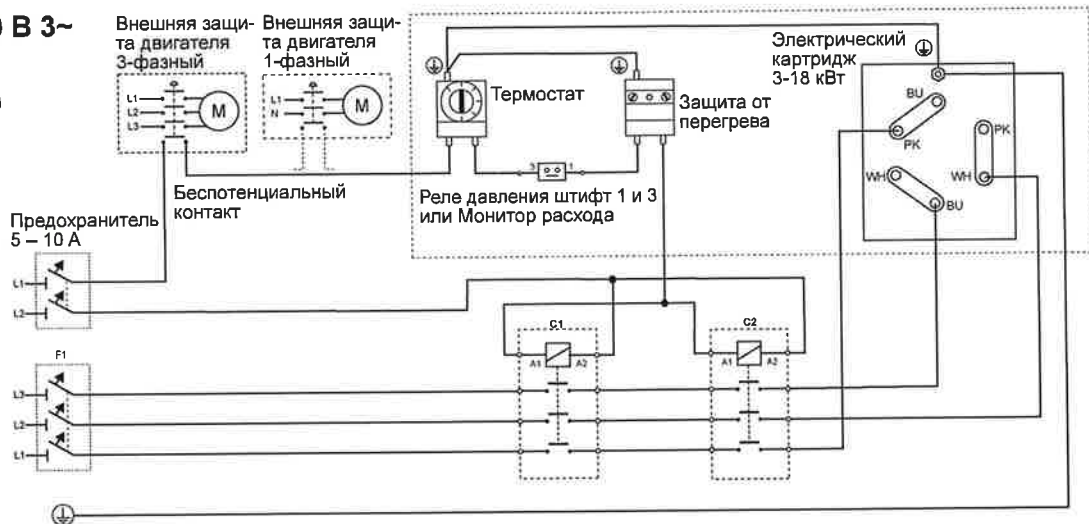 В 3~
Внешняя защи-
та двигателя
3-фазный
Внешняя защи-
та двигателя
1-фазный
L1
L2
L3
M
L1
N
M
Термостат
Защита от
перегрева
Электрический
картридж
3-18 кВт
BU
PK
PK
WH
WH
BU
3
1
Беспотенциальный
контакт
Реле давления штифт 1 и 3
или Монитор расхода
Предохранитель
5 – 10 А
L1
L2
C1
C2
A1
A2
A1
A2
F1
L3
L2
L1